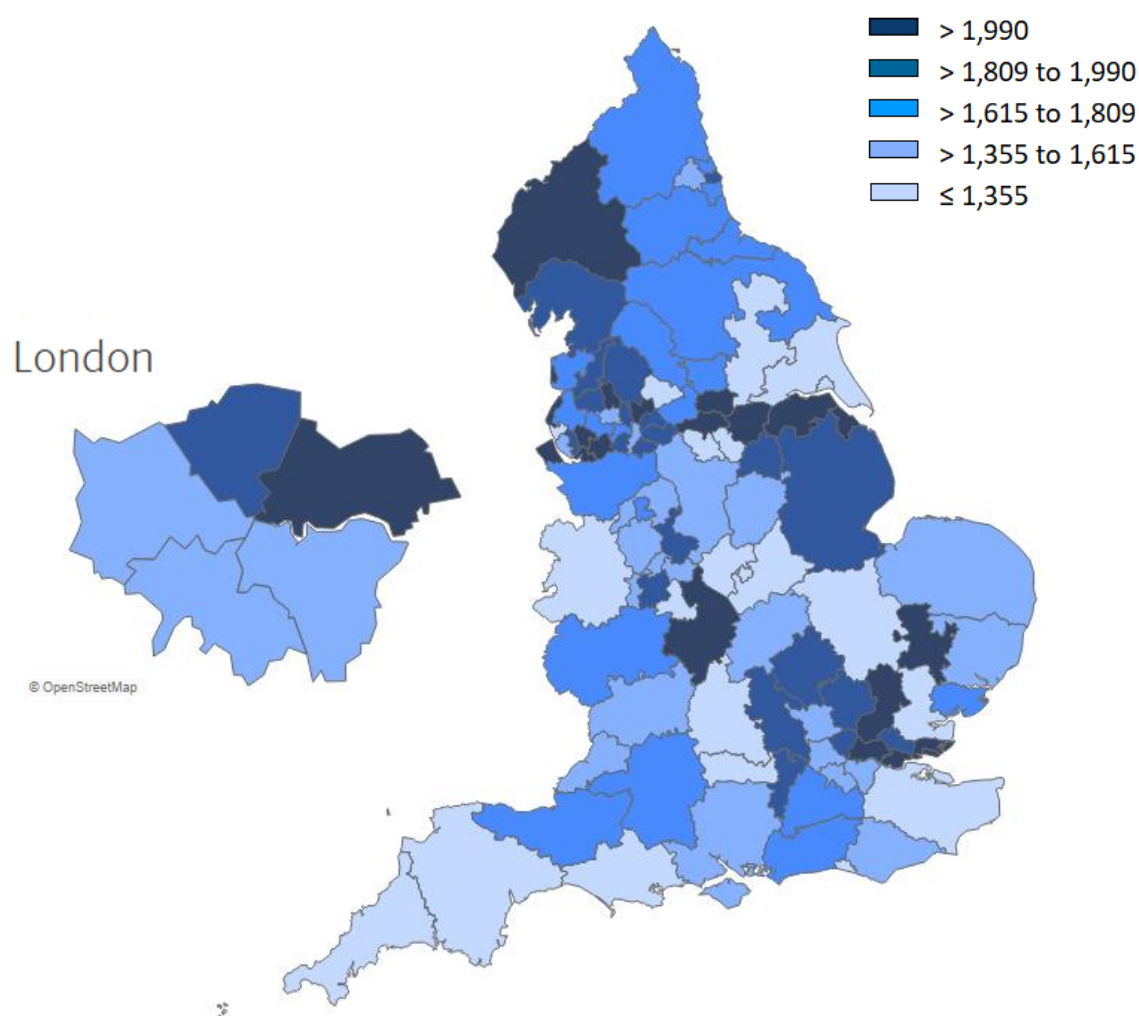 > 1,990
> 1,809 to 1,990
> 1,615 to 1,809
> 1,355 to 1,615
≤ 1,355
London
© OpenStreetMap